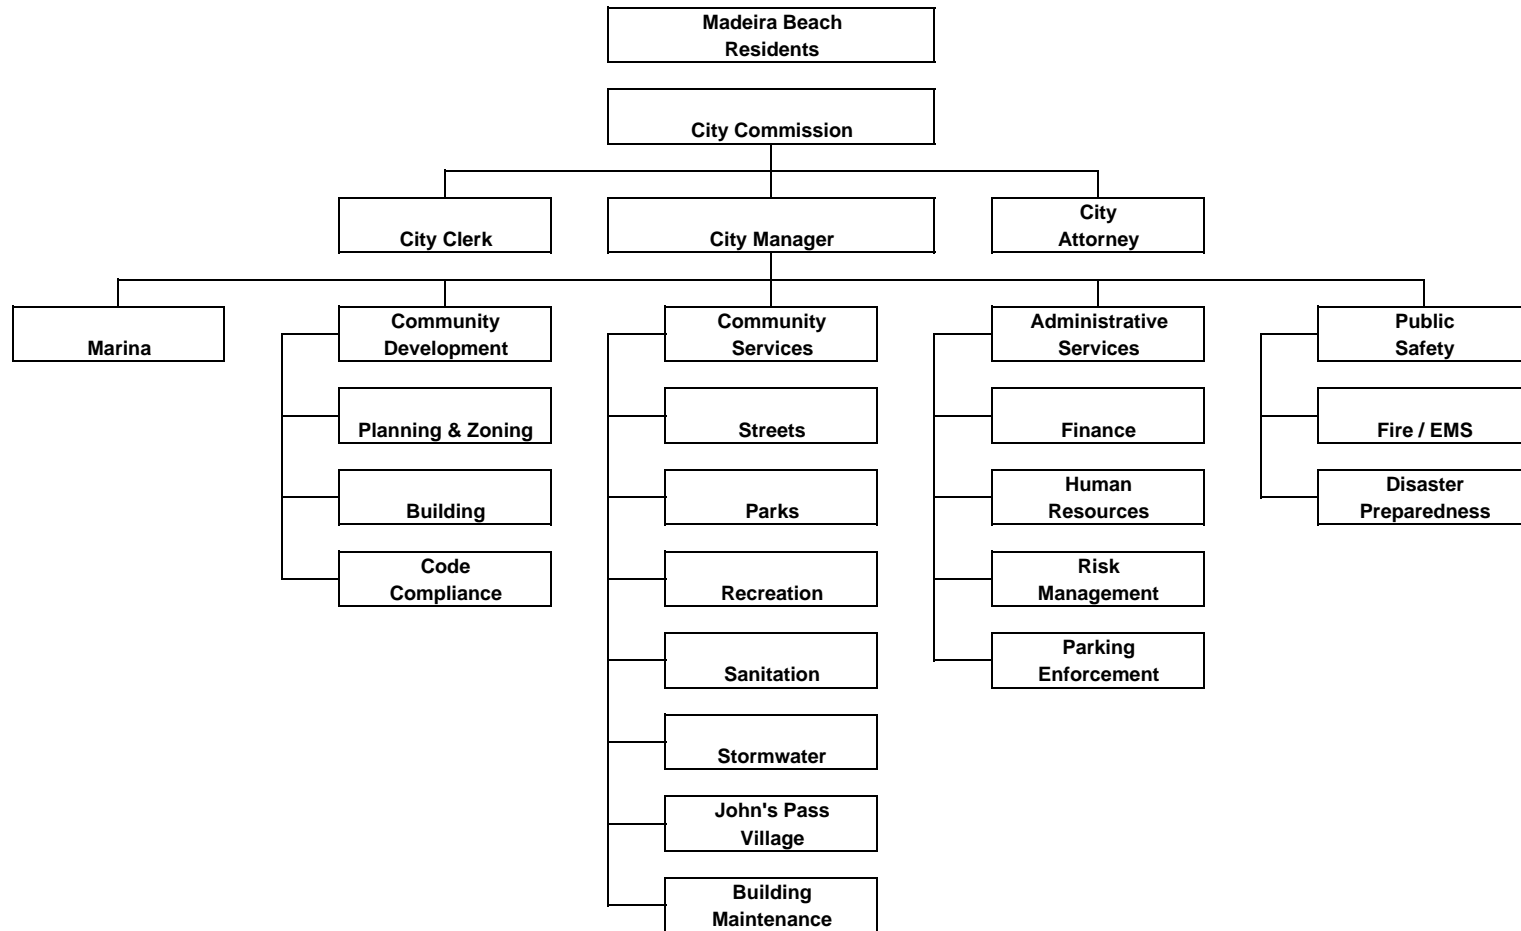 Madeira Beach
Residents
City Commission
City Clerk
City Manager
City
Attorney
Marina
Community
Development
Community
Services
Administrative
Services
Public
Safety
Planning & Zoning
Streets
Finance
Fire / EMS
Building
Parks
Human
Resources
Disaster
Preparedness
Code
Compliance
Recreation
Risk
Management
Sanitation
Parking
Enforcement
Stormwater
John's Pass
Village
Building
Maintenance